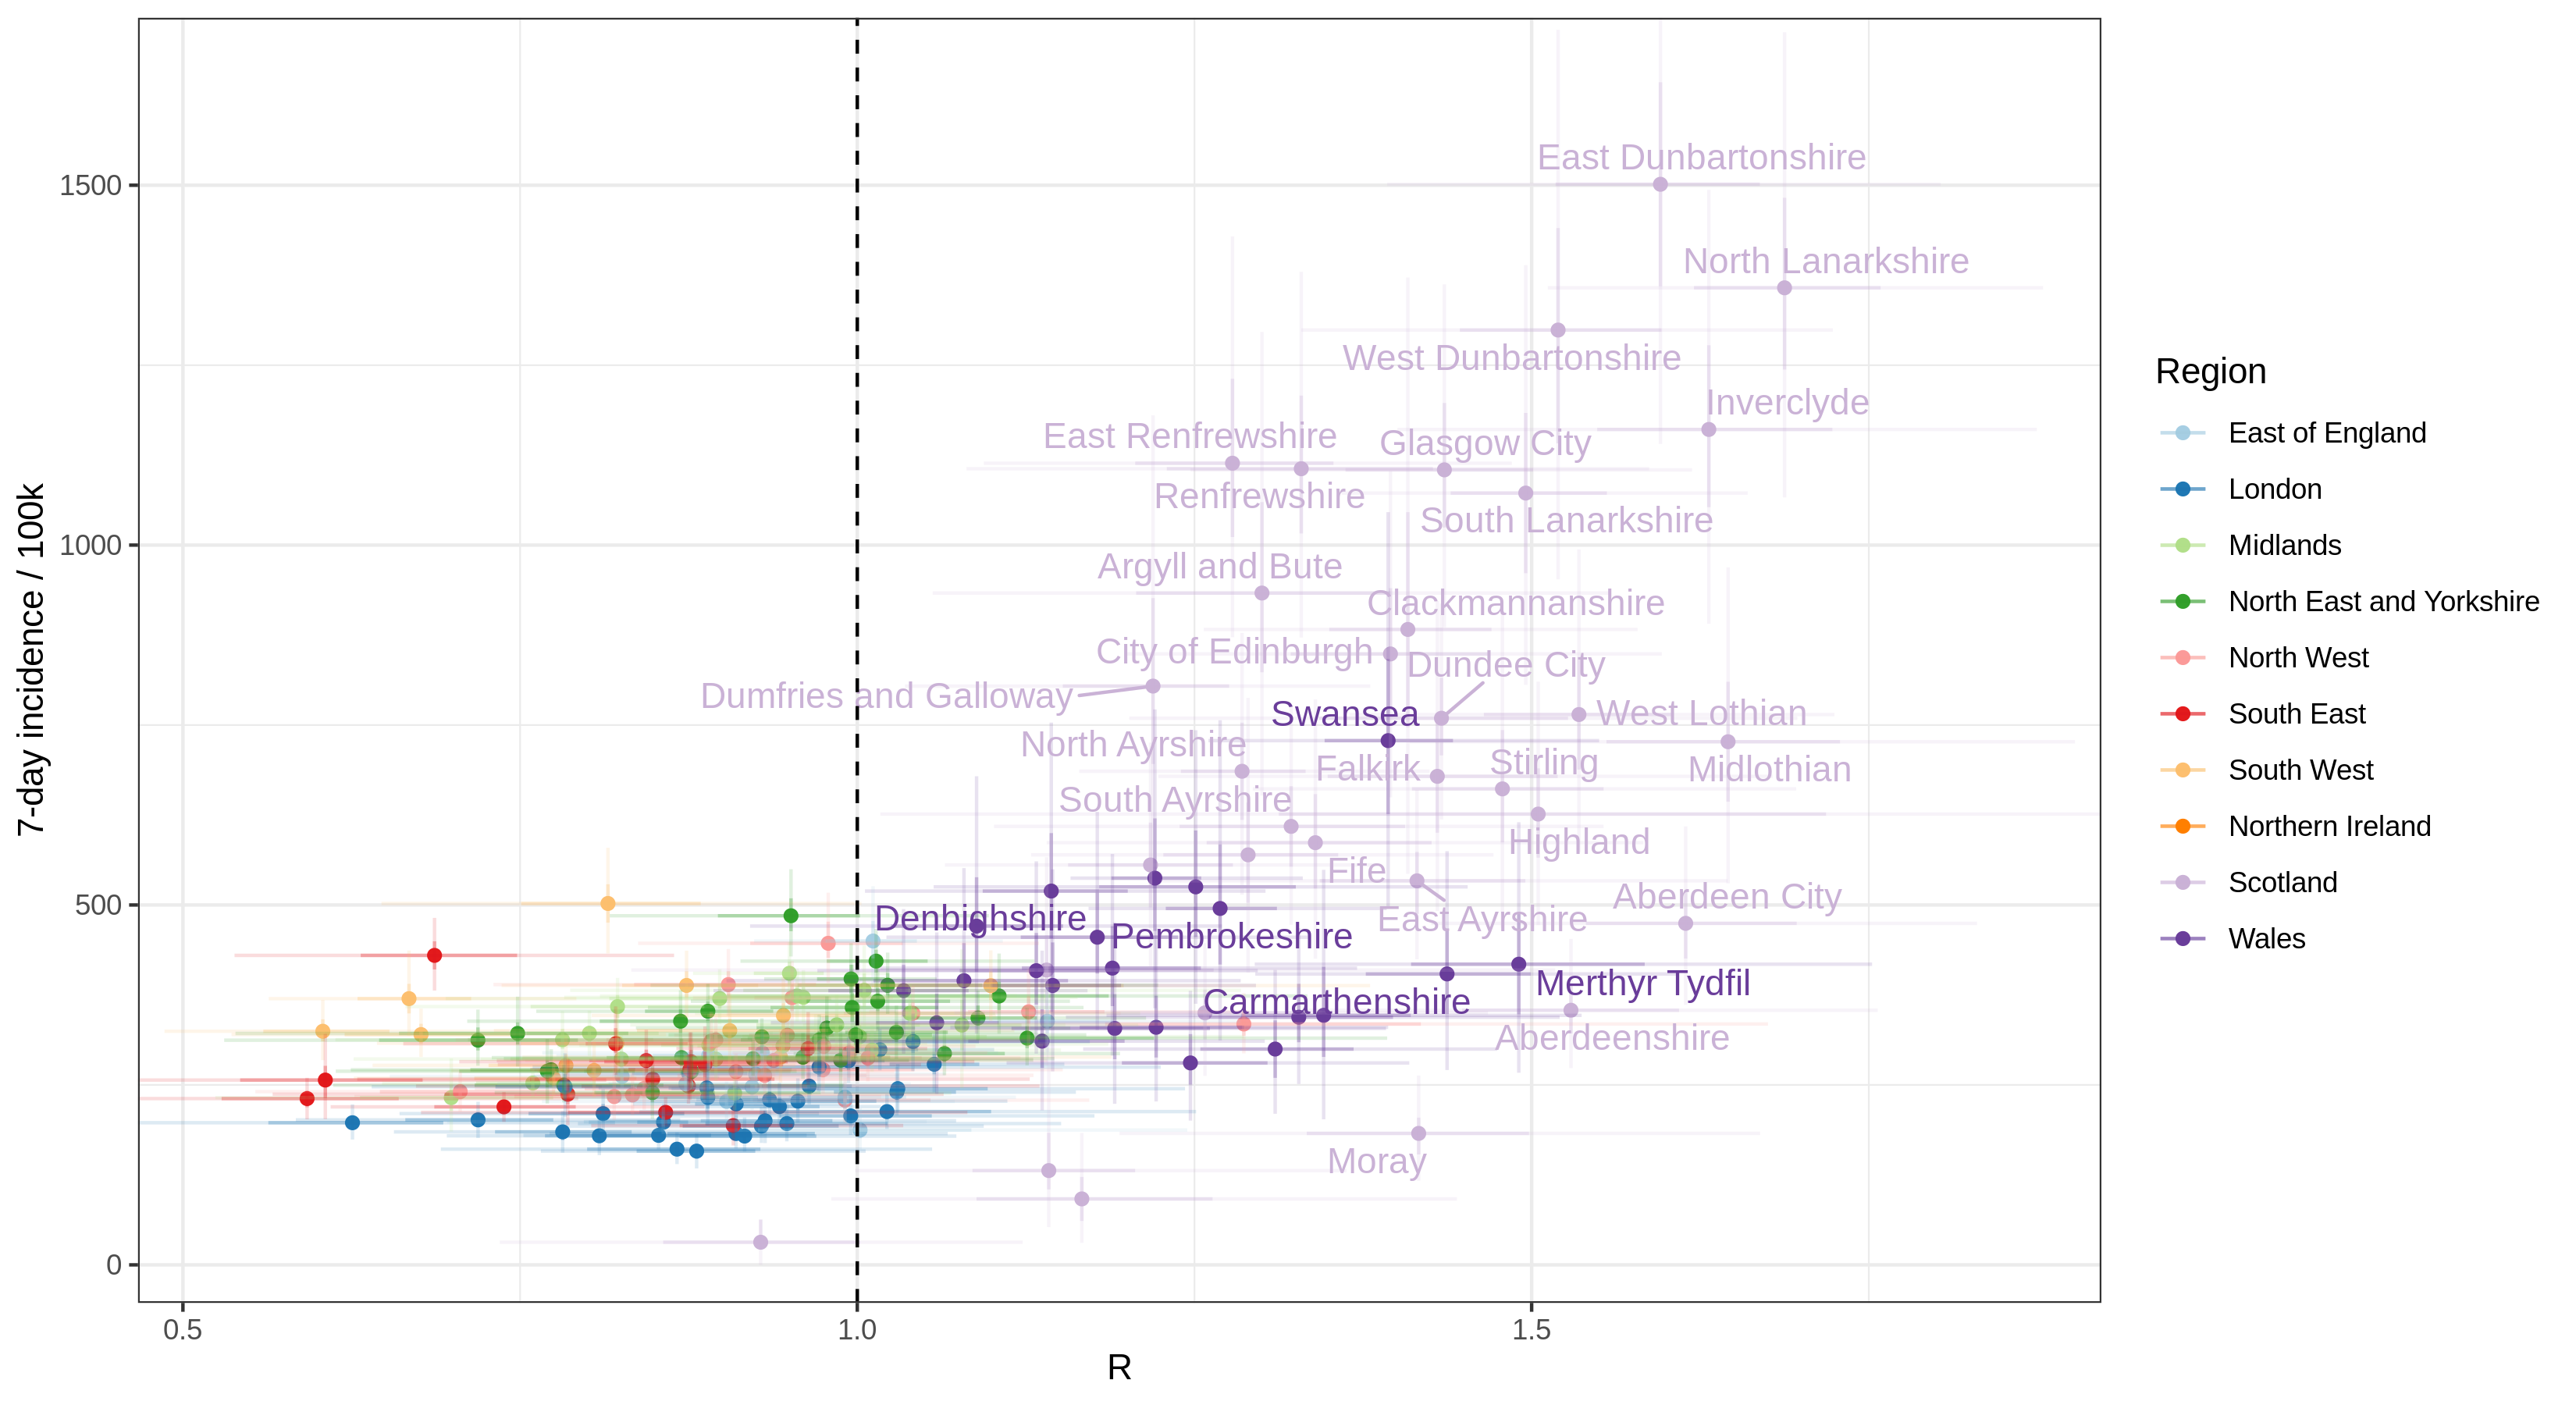 East Dunbartonshire
1500
North Lanarkshire
West Dunbartonshire
Region
Inverclyde
East Renfrewshire
Glasgow City
East of England
London
Renfrewshire
South Lanarkshire
1000
Midlands
Argyll and Bute
Clackmannanshire
North East and Yorkshire
City of Edinburgh
Dundee City
North West
7-day incidence / 100k
Dumfries and Galloway
Swansea
West Lothian
South East
North Ayrshire
Falkirk
Stirling
Midlothian
South West
South Ayrshire
Northern Ireland
Highland
Fife
Scotland
500
Aberdeen City
Denbighshire
East Ayrshire
Pembrokeshire
Wales
Merthyr Tydfil
Carmarthenshire
Aberdeenshire
Moray
0
0.5
1.0
1.5
R